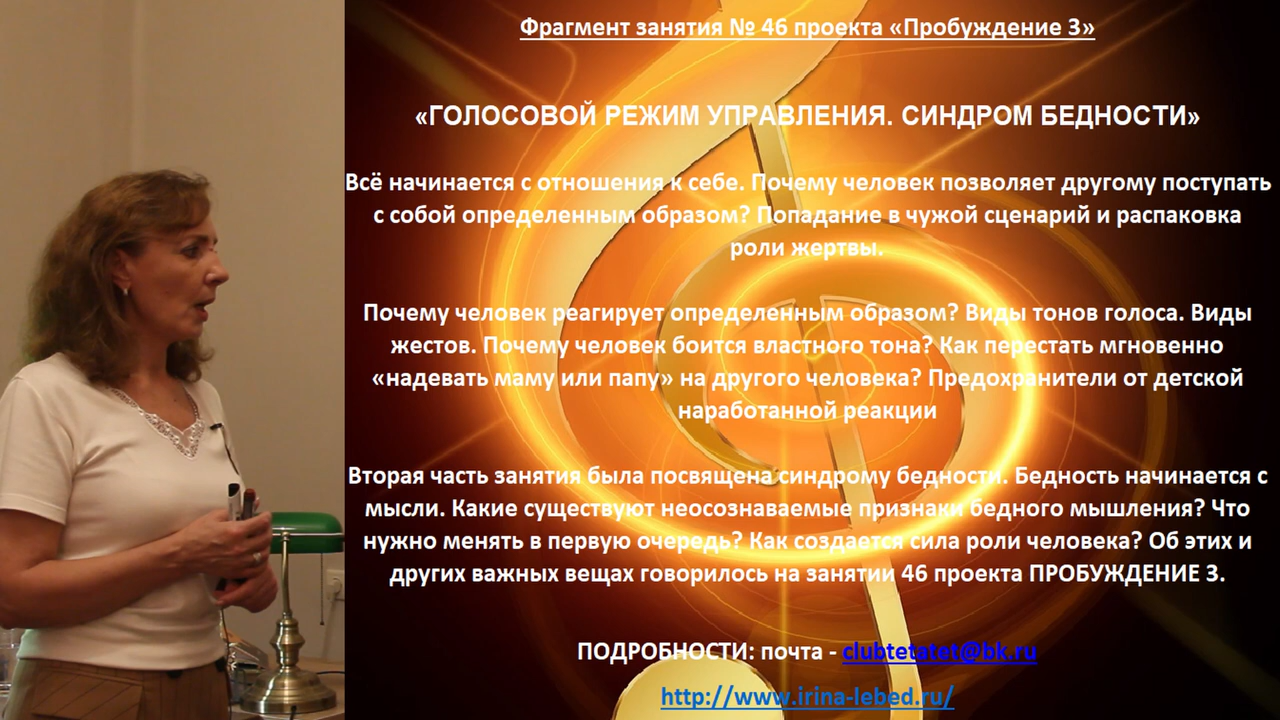 Фрагмент занятия № 46 проекта «Пробуждение 3»
«ГОЛОСОВОЙ РЕЖИМ УПРАВЛЕНИЯ. СИНДРОМ БЕДНОСТИ»
Всё начинается с отношения к себе. Почему человек позволяет другому поступать
с собой определенным образом? Попадание в чужой сценарий и распаковка
роли жертвы.
Почему человек реагирует определенным образом? Виды тонов голоса. Виды
жестов. Почему человек боится властного тона? Как перестать мгновенно
«надевать маму или папу» на другого человека? Предохранители от детской
наработанной реакции
Вторая часть занятия была посвящена синдрому бедности. Бедность начинается с
мысли. Какие существуют неосознаваемые признаки бедного мышления? Что
нужно менять в первую очередь? Как создается сила роли человека? Об этих и
других важных вещах говорилось на занятии 46 проекта ПРОБУЖДЕНИЕ 3.
ПОДРОБНОСТИ: почта - clubtetatet@bk.ru
http://www.irina-lebed.ru/